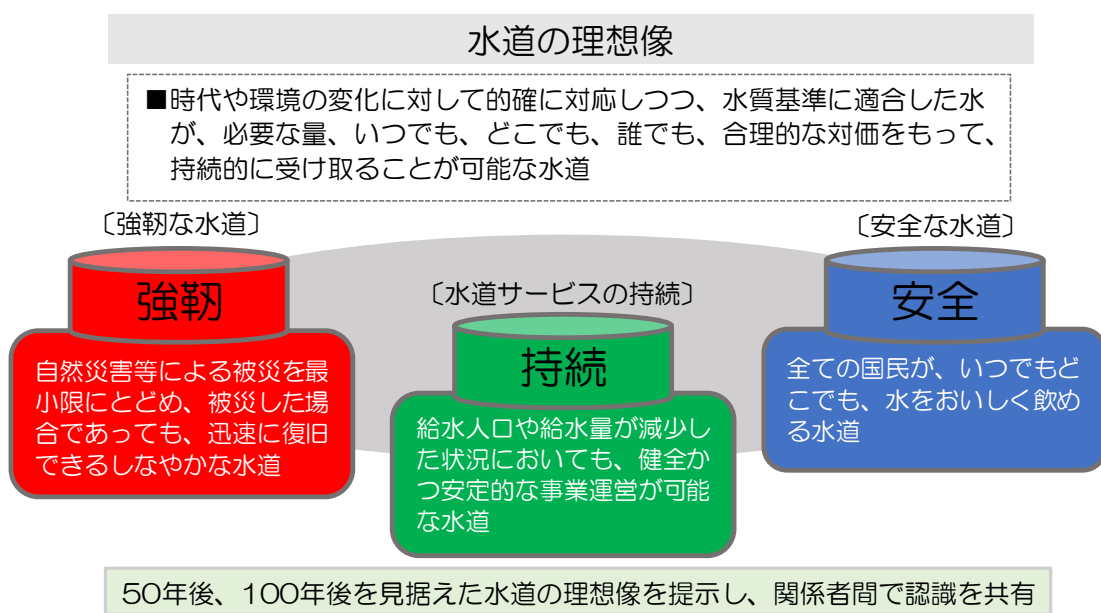 水道の理想像
■時代や環境の変化に対して的確に対応しつつ、水質基準に適合した水
が、必要な量、いつでも、どこでも、誰でも、合理的な対価をもって、
持続的に受け取ることが可能な水道
〔強靭な水道〕
強靭
自然災害等による被災を最
小限にとどめ、被災した場
合であっても、迅速に復旧
できるしなやかな水道
〔水道サービスの持続〕
持続
給水人口や給水量が減少し
た状況においても、健全か
つ安定的な事業運営が可能
な水道
〔安全な水道〕
安全
全ての国民が、いつでもど
こでも、水をおいしく飲め
る水道
50年後、100年後を見据えた水道の理想像を提示し、関係者間で認識を共有